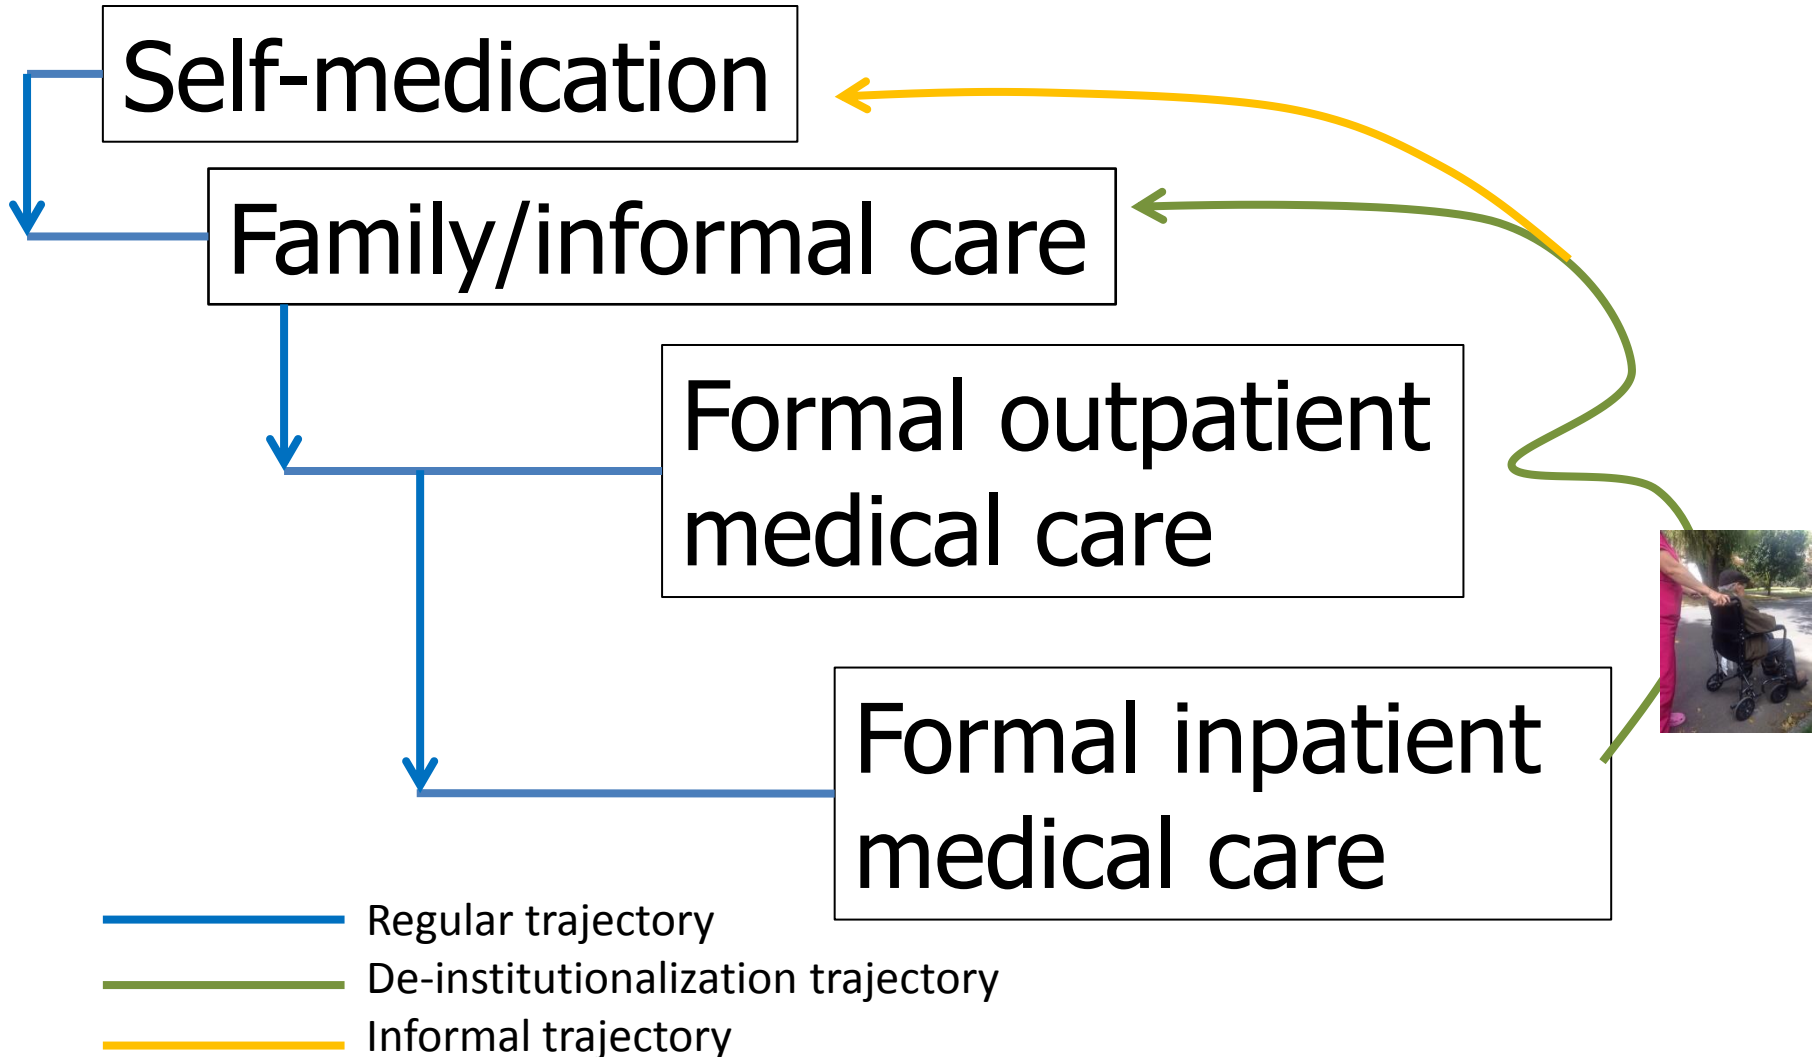 Self-medication
Family/informal care
Formal outpatient
medical care
Formal inpatient
medical care
Regular trajectory
De-institutionalization trajectory
Informal trajectory